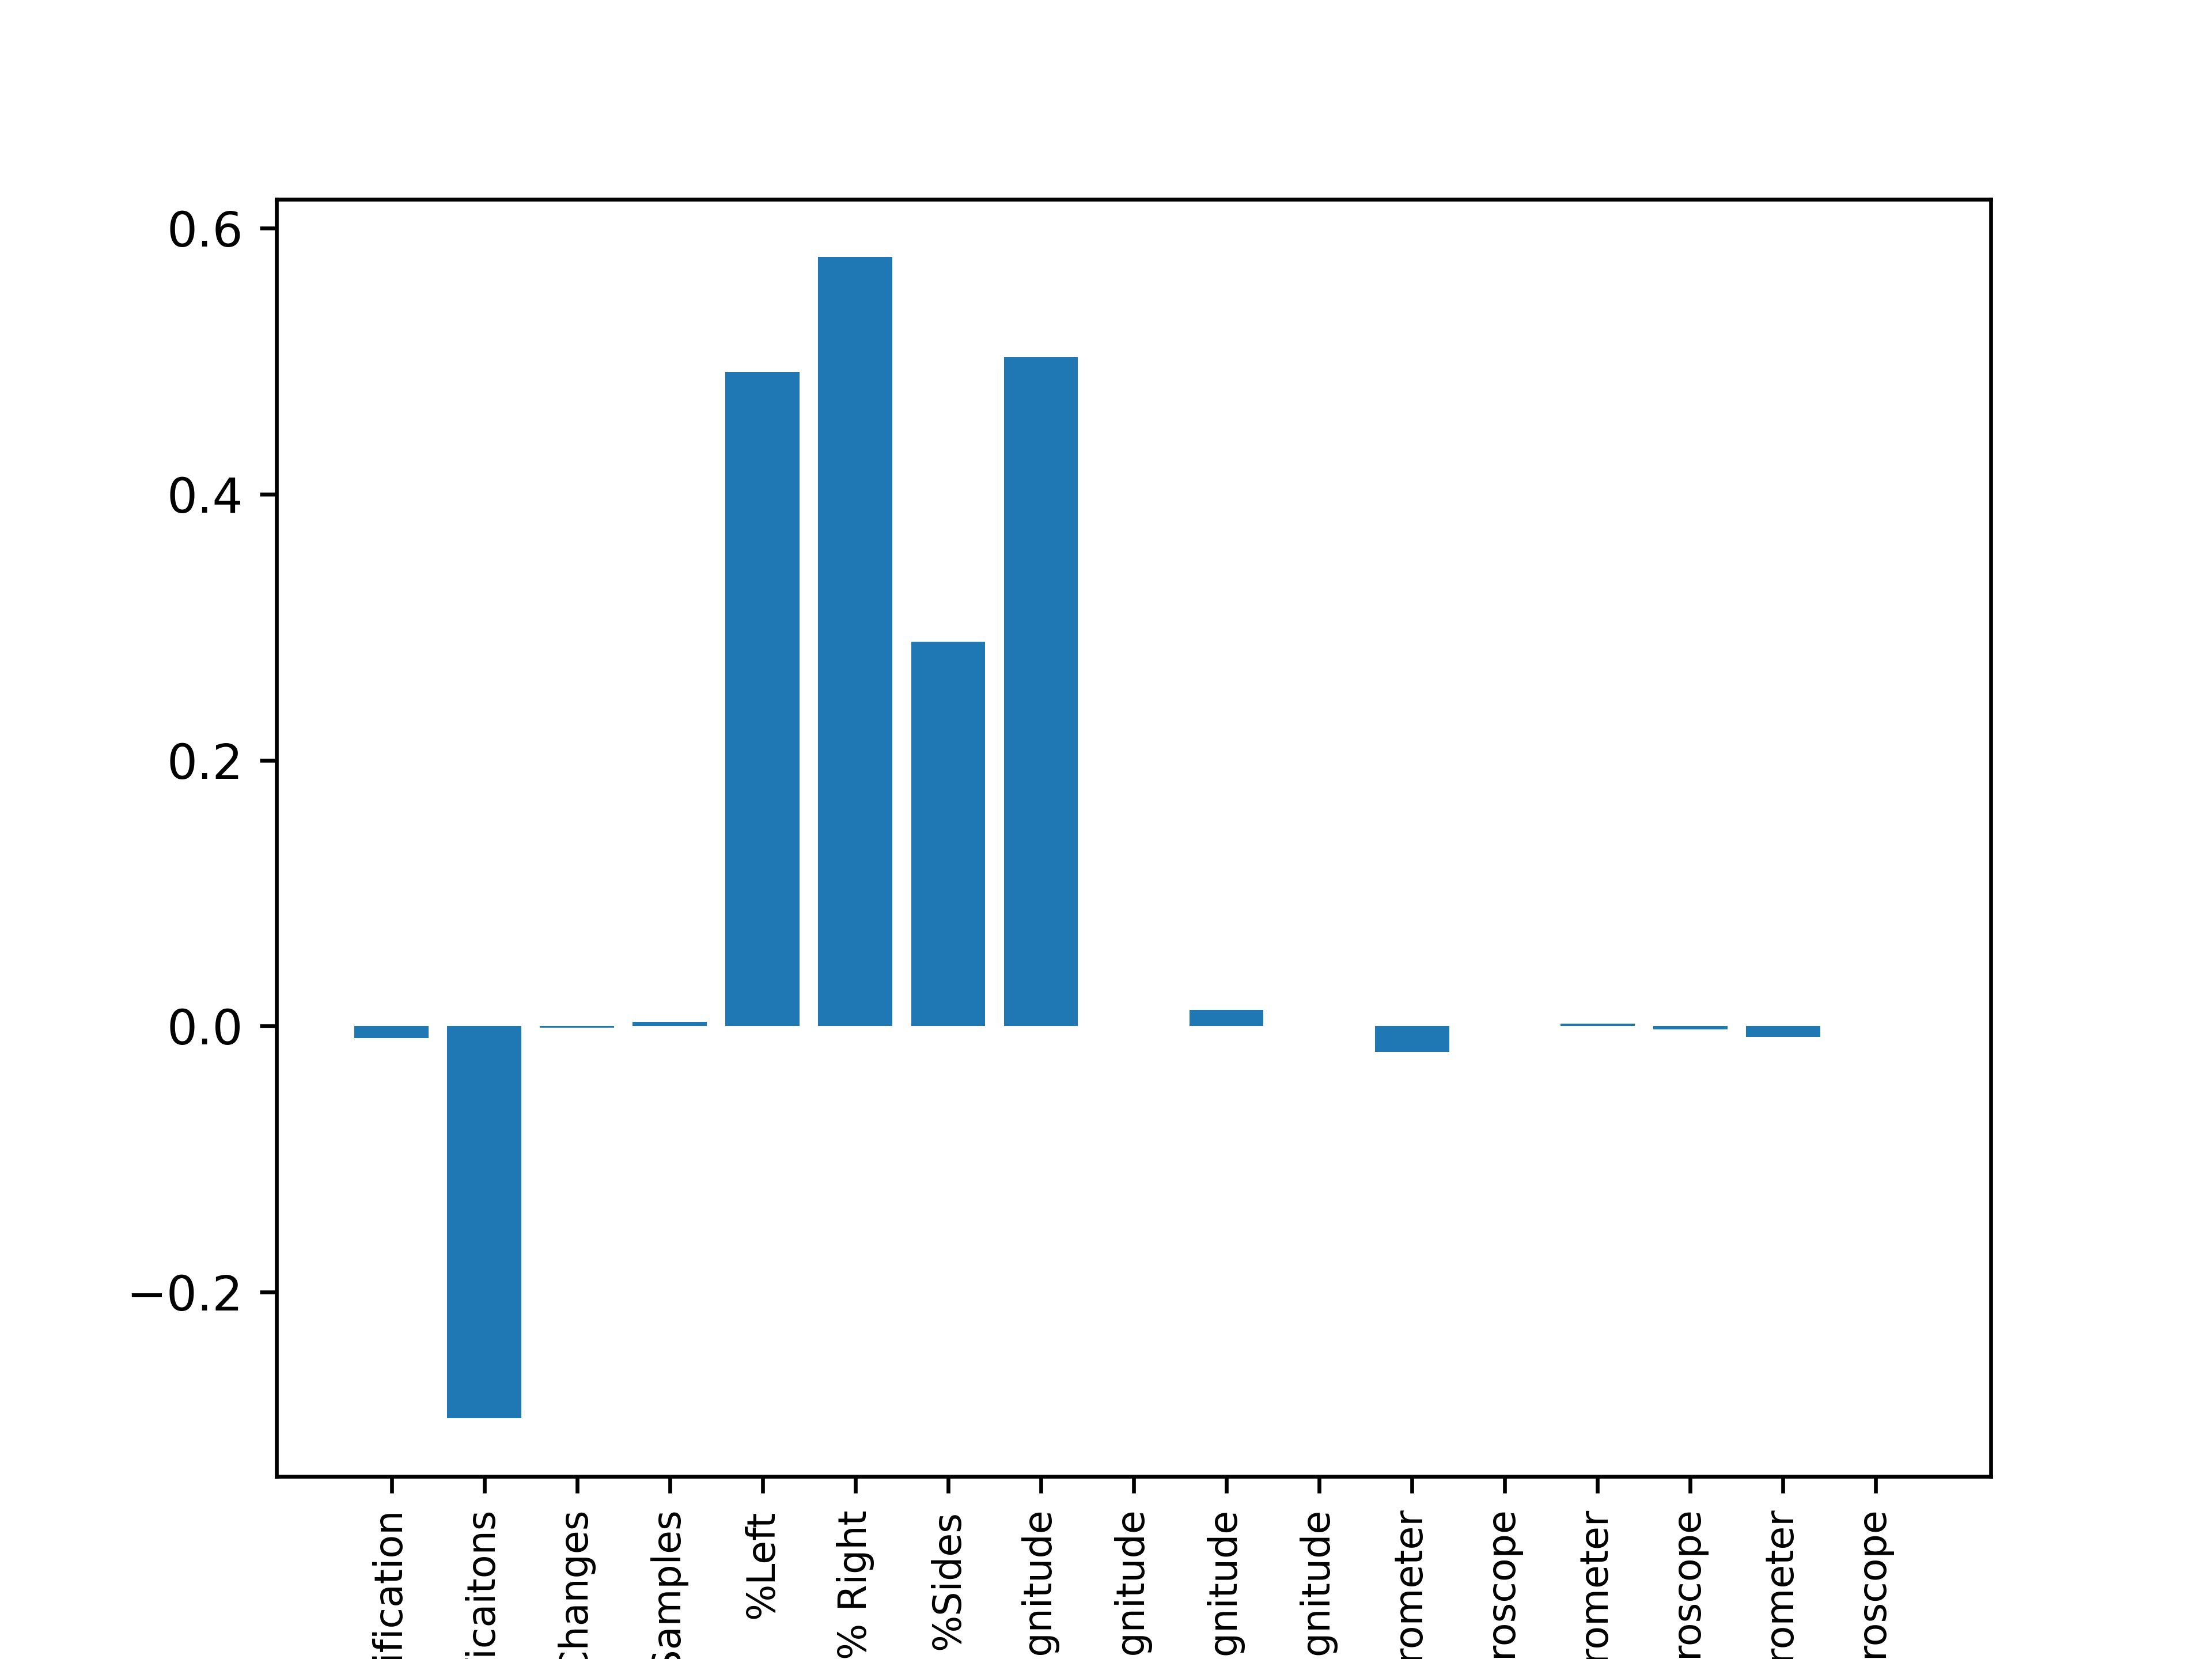 0.6
0.4
0.2
0.0
−0.2
ification
icaitons
Changes
Samples
%Left
% Right
%Sides
gnitude
gnitude
gnitude
gnitude
rometer
roscope
rometer
roscope
rometer
roscope